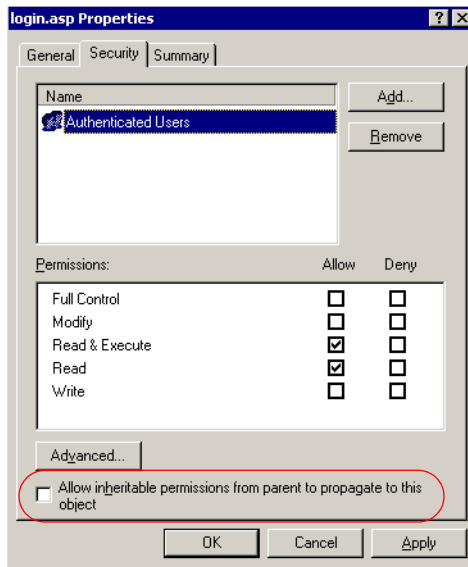 login.asp Properties
General Security Summary
Name
Authenticated Users
Add...
Remove
Permissions: Allow Deny
Full Control
Modify
Read & Execute
Read
Write
Advanced...
Allow inheritable permissions from parent to propagate to this
object
OK Cancel Apply